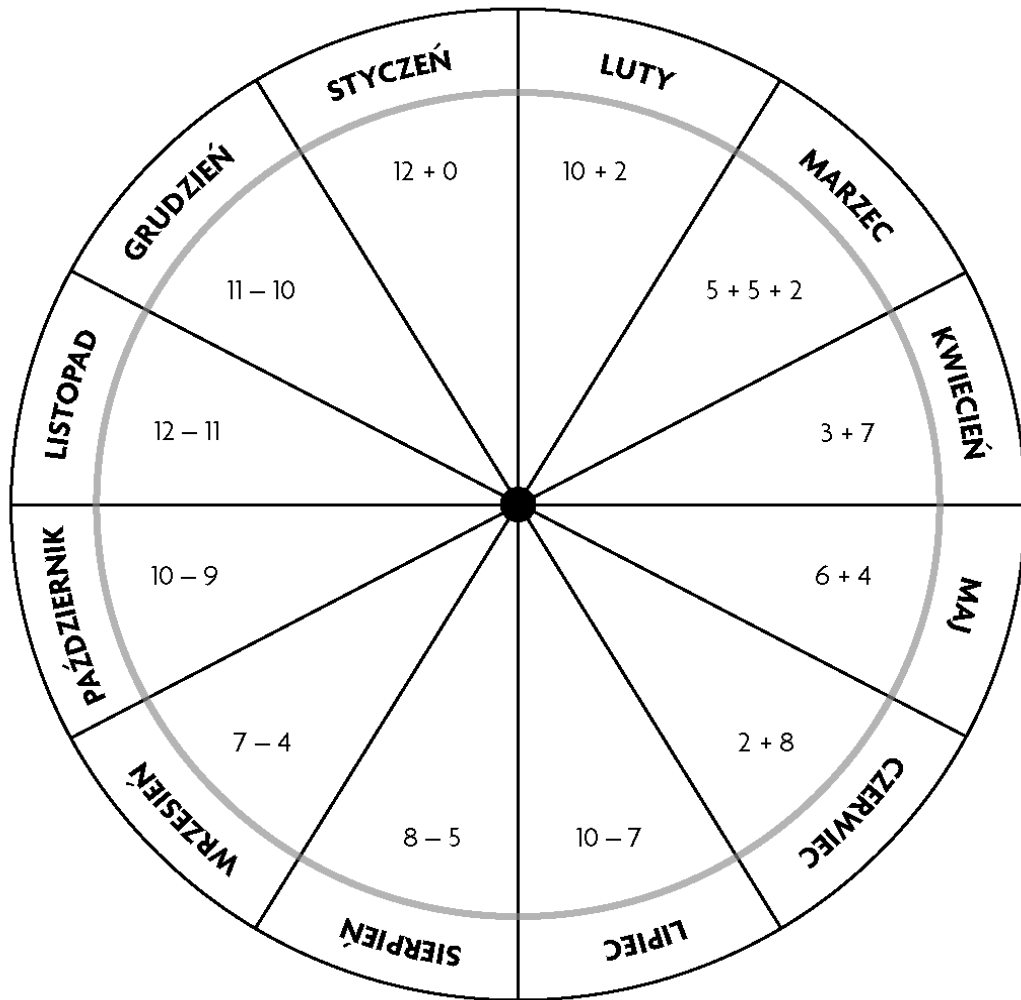 STYCZEŃ
12 + 0
LUTY
10 + 2
MARZEC
5 + 5 + 2
KWIECIEŃ
3 + 7
MAJ
6 + 4
CZERWIEC
2 + 8
LIPIEC
10 – 7
SIERPIEŃ
8 – 5
WRZESIEŃ
7 – 4
PAŹDZIERNIK
10 – 9
LISTOPAD
12 – 11
GRUDZIEŃ
11 – 10